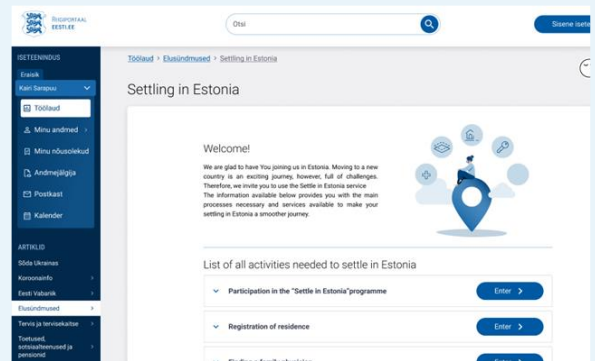 RIIGIPORTAAL
EESTI.EE
Otsi
Sisene isete
ISETEENINDUS
Eraisik
Kairi Sarapuu
Töölaud
Minu andmed
Minu nõusolekud
Andmejälgija
Postkast
Kalender
ARTIKLID
Sõda Ukrainas
Koroonainfo
Eesti Vabariik
Elusündmused
Tervis ja tervisekaitse
Toetused,
sotsiaalteenused ja
pensionid
Töölaud > Elusündmused > Settling in Estonia
Settling in Estonia
Welcome!
We are glad to have You joining us in Estonia. Moving to a new
country is an exciting journey, however, full of challenges.
Therefore, we invite you to use the Settle in Estonia service
The information available below provides you with the main
processes necessary and services available to make your
settling in Estonia a smoother journey.
List of all activities needed to settle in Estonia
Participation in the "Settle in Estonia"programme
Enter >
Registration of residence
Enter >
Finding a family physician
Enter